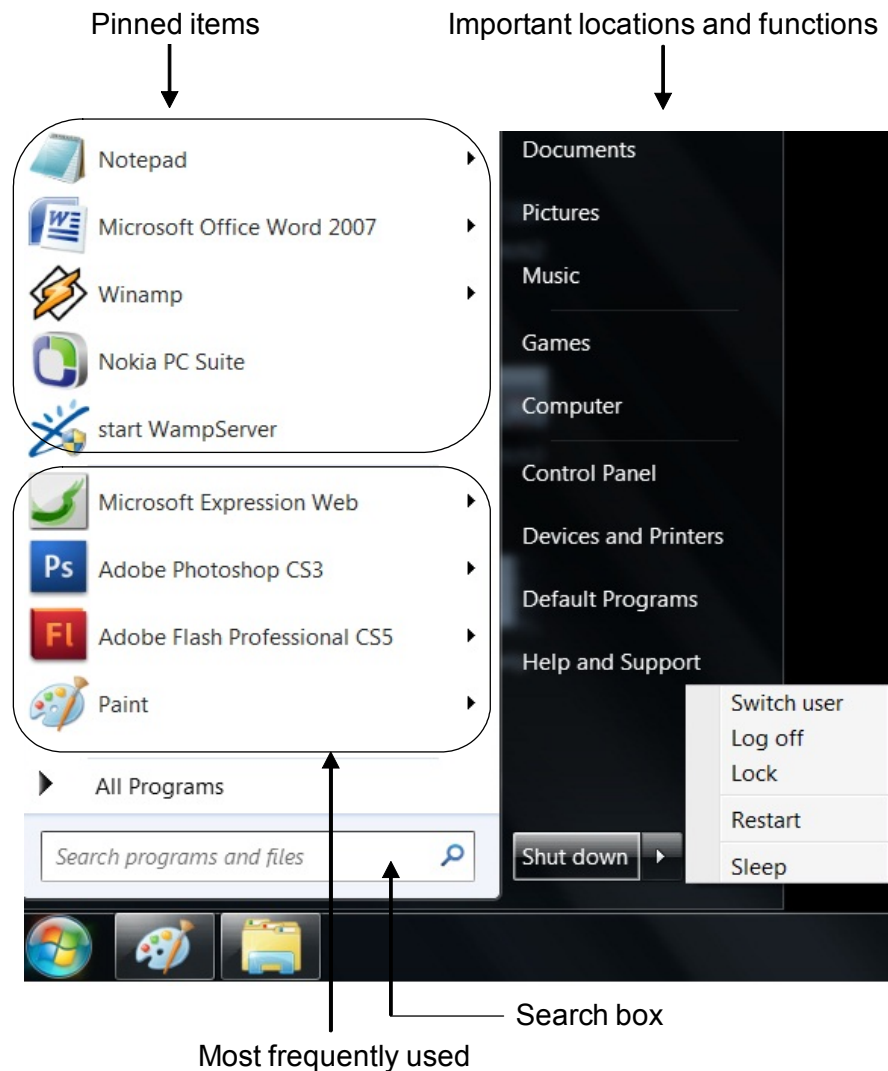 Pinned items
Important locations and functions
Notepad
Microsoft Office Word 2007
Winamp
Nokia PC Suite
start WampServer
Microsoft Expression Web
Ps
Adobe Photoshop CS3
Fl
Adobe Flash Professional CS5
Paint
All Programs
Search programs and files
Documents
Pictures
Music
Games
Computer
Control Panel
Devices and Printers
Default Programs
Help and Support
Shut down
Switch user
Log off
Lock
Restart
Sleep
Search box
Most frequently used